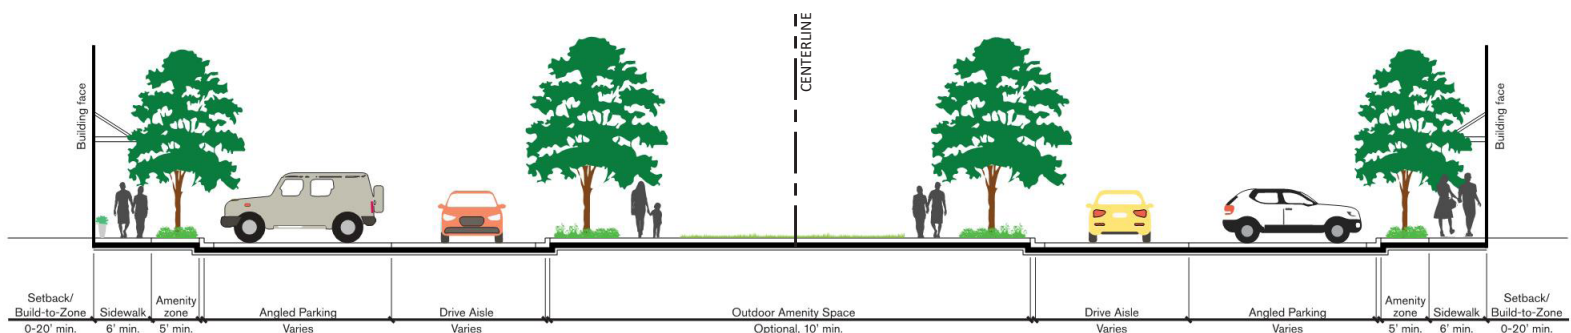 CENTERLINE
Building face
Building face
Setback/
Build-to-Zone
0-20' min.
Sidewalk
6' min.
Amenity
zone
5' min.
Angled Parking
Varies
Drive Aisle
Varies
Outdoor Amenity Space
Optional, 10' min.
Drive Aisle
Varies
Angled Parking
Varies
Amenity
zone
5' min.
Sidewalk
6' min.
Setback/
Build-to-Zone
0-20' min.